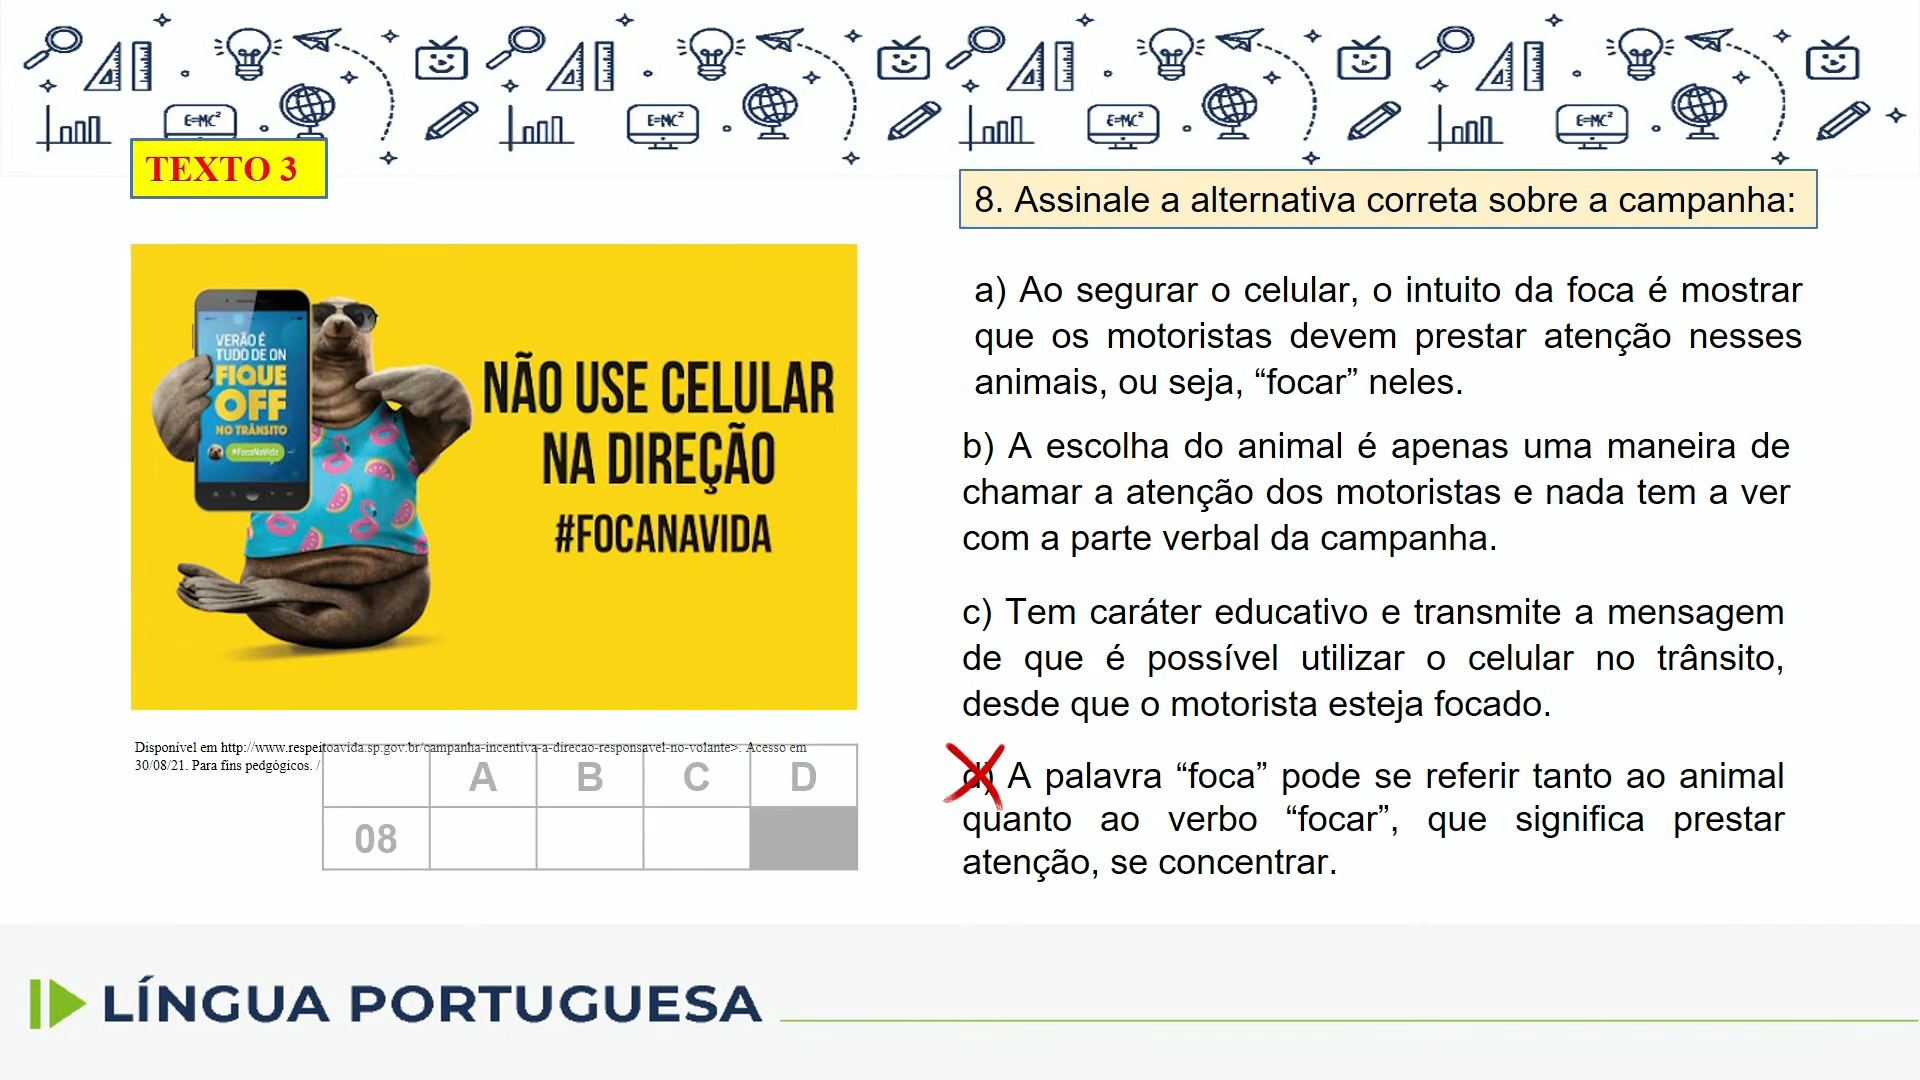 E=MC²
E=MC²
E=MC²
E=MC²
TEXTO 3
8. Assinale a alternativa correta sobre a campanha:
VERÃO É
TUDO DE ON
FIQUE
OFF
NO TRÂNSITO
#FocaNaVida
NÃO USE CELULAR
NA DIREÇÃO
#FOCANAVIDA
Disponível em http://www.respeitoavida.sp.gov.br/campanha-incentiva-a-direcao-responsavel-no-volante>. Acesso em
30/08/21. Para fins pedgógicos. /
A B C D
08
a) Ao segurar o celular, o intuito da foca é mostrar
que os motoristas devem prestar atenção nesses
animais, ou seja, “focar” neles.
b) A escolha do animal é apenas uma maneira de
chamar a atenção dos motoristas e nada tem a ver
com a parte verbal da campanha.
c) Tem caráter educativo e transmite a mensagem
de que é possível utilizar o celular no trânsito,
desde que o motorista esteja focado.
d) A palavra “foca” pode se referir tanto ao animal
quanto ao verbo “focar”, que significa prestar
atenção, se concentrar.
LÍNGUA PORTUGUESA